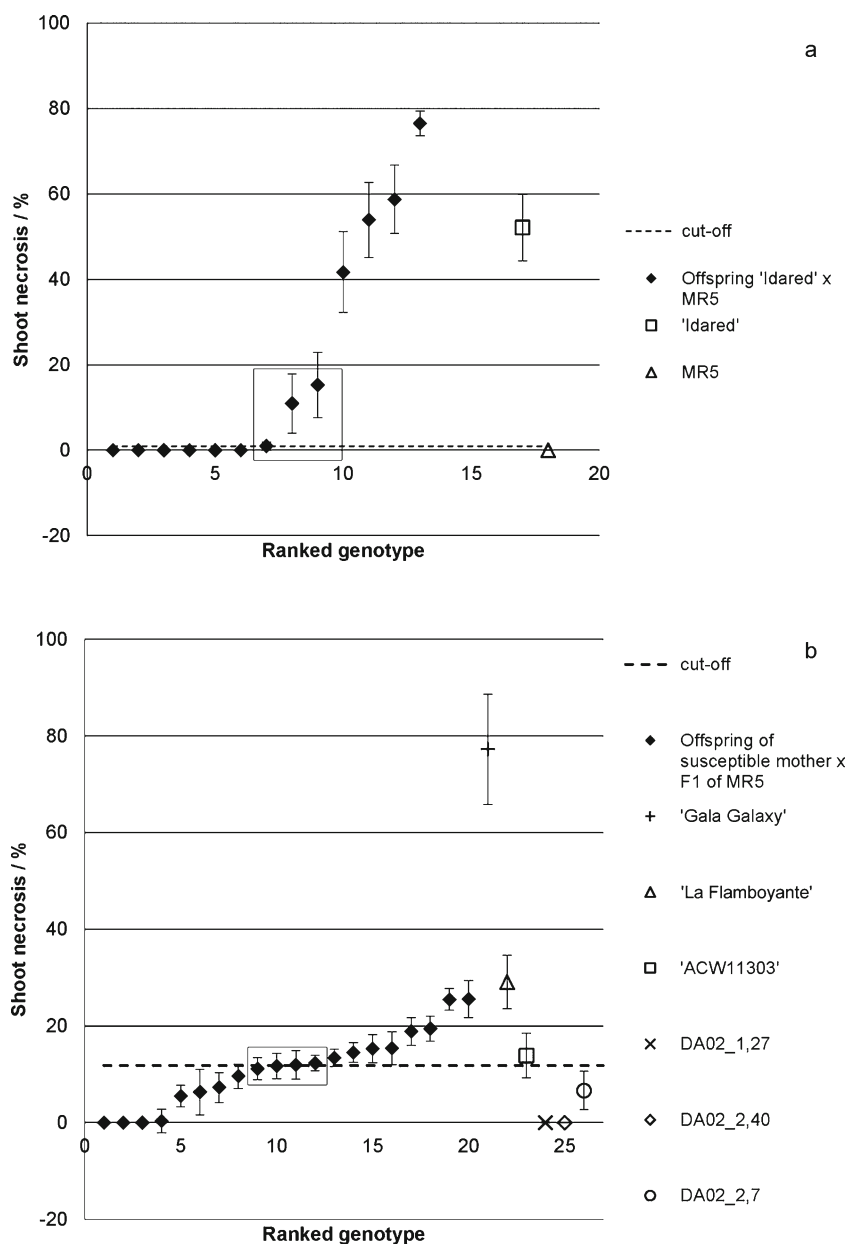 a
100
80
60
40
20
0
-20
0
5
10
15
20
Shoot necrosis / %
Ranked genotype
cut-off
Offspring 'Idared' x
MR5
'Idared'
MR5
b
100
80
60
40
20
0
-20
0
5
10
15
20
25
Shoot necrosis / %
Ranked genotype
cut-off
Offspring of
susceptible mother x
F1 of MR5
'Gala Galaxy'
'La Flamboyante'
'ACW11303'
DA02_1,27
DA02_2,40
DA02_2,7